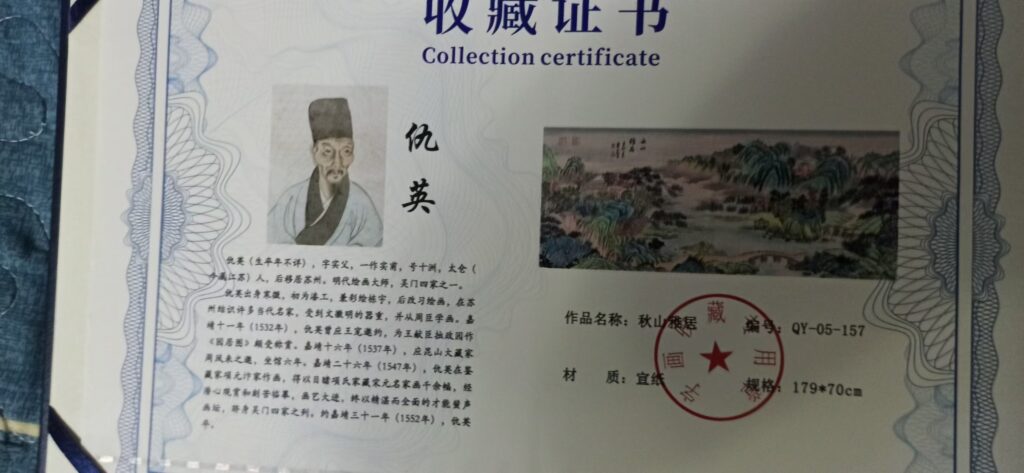 收藏证书
Collection certificate
仇英
仇英（生卒年不详），字实父，一作实甫，号十洲，太仓（
今属江苏）人，后移居苏州。明代绘画大师，吴门四家之一。
仇英出身寒微，初为漆工，兼彩绘栋宇，后改习绘画，在苏
州结识许多当代名家，受到文徵明的器重，并从周臣学画。嘉
靖十一年（1532年），仇英曾应王宠邀约，为王献臣拙政园作
《园居图》颇受称赏。嘉靖十六年（1537年），应昆山大藏家
周凤来之邀，坐馆六年。嘉靖二十六年（1547年），仇英在鉴
藏家项元汴家作画，得以目睹项氏家藏宋元名家画千余幅，经
潜心观赏和刻苦临摹，画艺大进，终以精湛而全面的才能蜚声
画坛，跻身吴门四家之列。约嘉靖三十一年（1552年），仇英
年。
作品名称：秋山雅居 编号：QY-05-157
材 质：宣纸 规格：179*70cm
字画收藏专用章